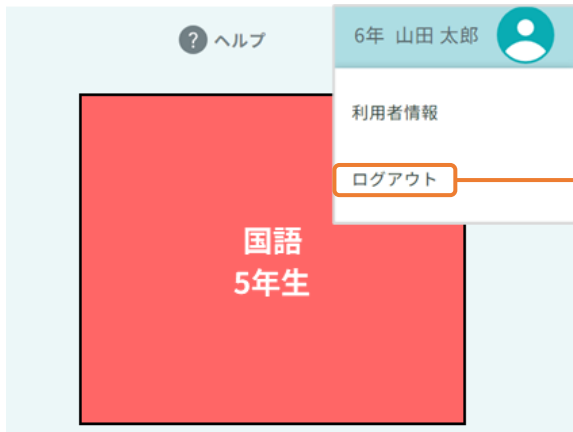 ? ヘルプ
6年 山田 太郎
利用者情報
ログアウト
国語
5年生